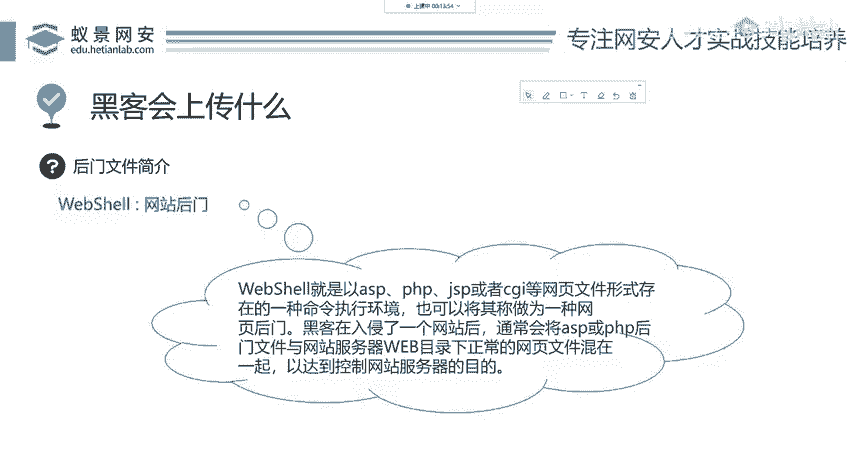 上课中 00:13:54
蚁景网安
edu.hetianlab.com
专注网安人才实战技能培养
黑客会上传什么
?
后门文件简介
WebShell : 网站后门
WebShell就是以asp、php、jsp或者cgi等网页文件形式存
在的一种命令执行环境，也可以将其称做为一种网
页后门。黑客在入侵了一个网站后，通常会将asp或php后
门文件与网站服务器WEB目录下正常的网页文件混在
一起，以达到控制网站服务器的目的。